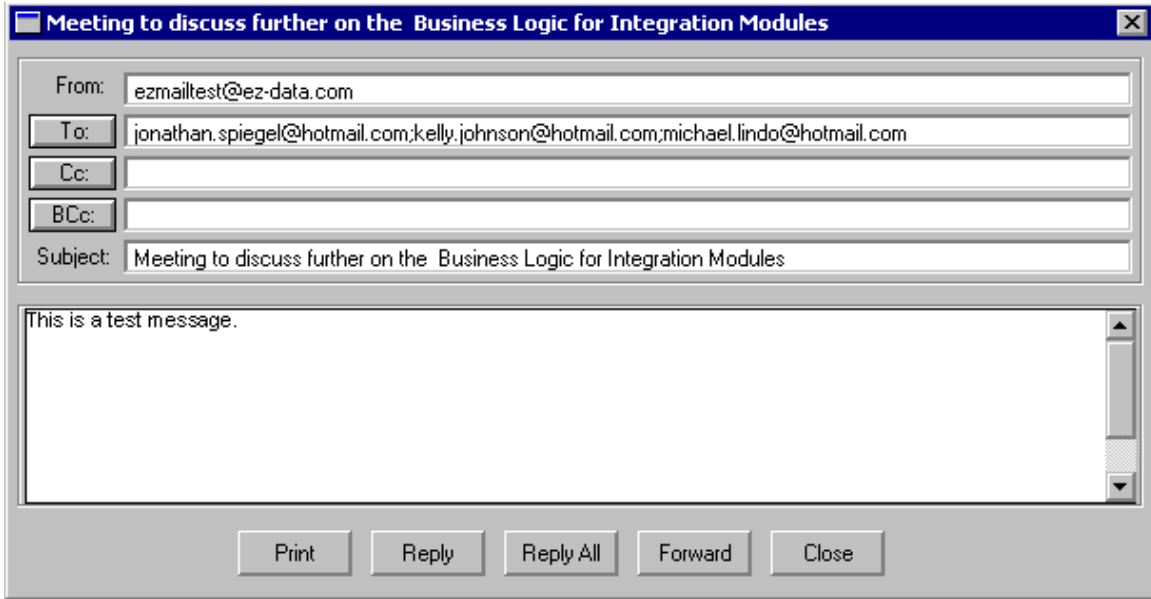 Meeting to discuss further on the  Business Logic for Integration Modules
From: ezmailtest@ez-data.com
To: jonathan.spiegel@hotmail.com;kelly.johnson@hotmail.com;michael.lindo@hotmail.com
Cc:
BCc:
Subject: Meeting to discuss further on the  Business Logic for Integration Modules
This is a test message.
Print Reply Reply All Forward Close